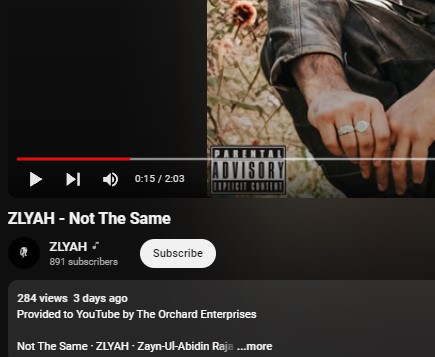 PARENTAL
ADVISORY
EXPLICIT CONTENT
0:15 / 2:03
ZLYAH - Not The Same
ZLYAH
891 subscribers
Subscribe
284 views 3 days ago
Provided to YouTube by The Orchard Enterprises
Not The Same · ZLYAH · Zayn-Ul-Abidin Raja ...more